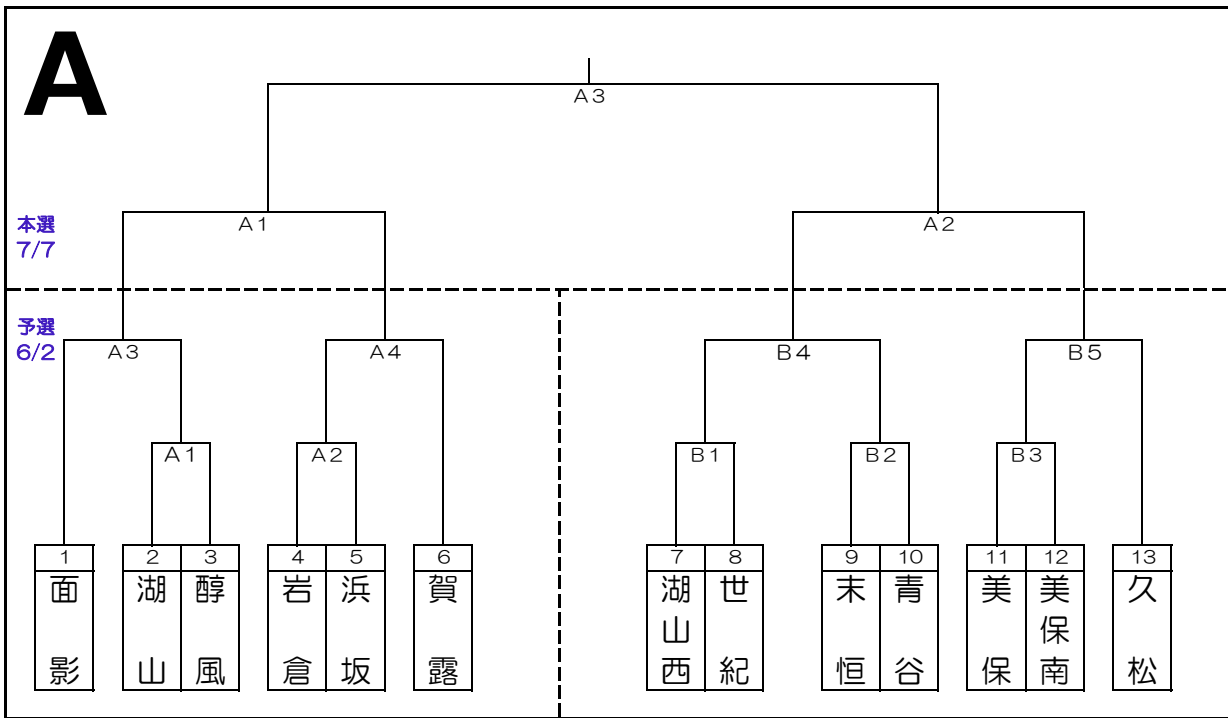 A
A3
本選
7/7
A1
A2
予選
6/2
A3
A4
B4
B5
A1
A2
B1
B2
B3
1
2
3
4
5
6
7
8
9
10
11
12
13
面影
湖山
醇風
岩倉
浜坂
賀露
湖山西
世紀
末恒
青谷
美保
美保南
久松